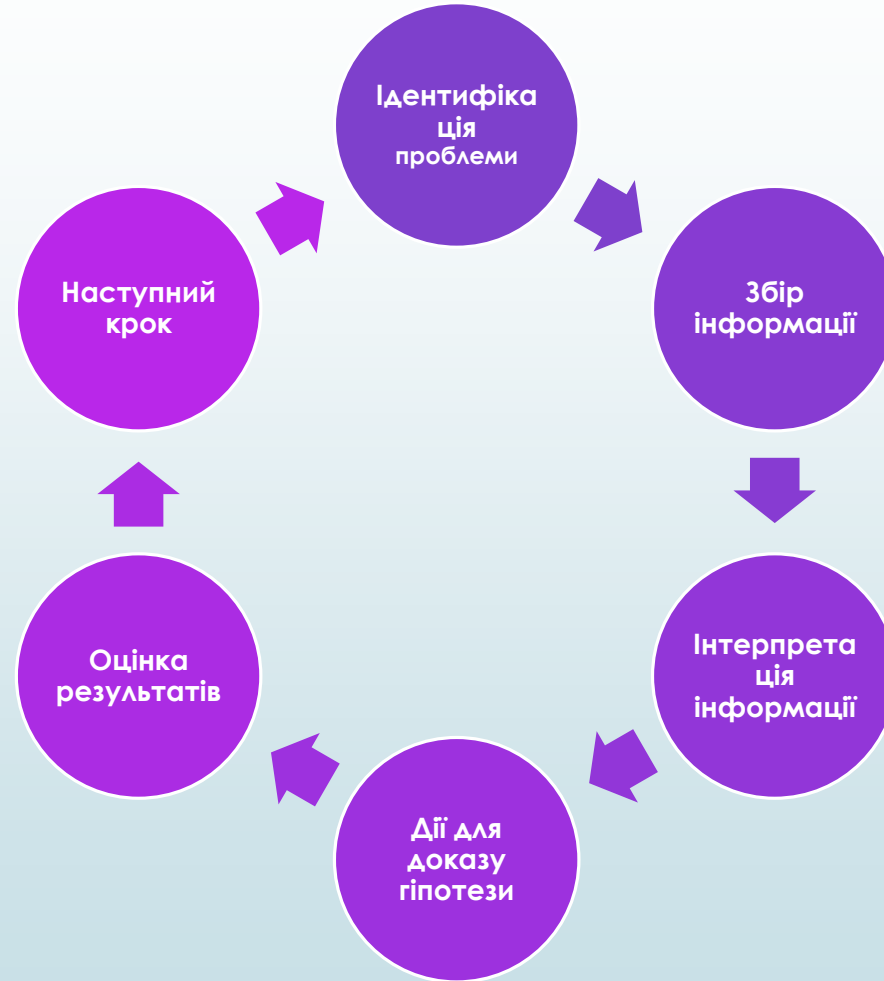 Ідентифіка
ція
проблеми
Збір
інформації
Інтерпрета
ція
інформації
Дії для
доказу
гіпотези
Оцінка
результатів
Наступний
крок